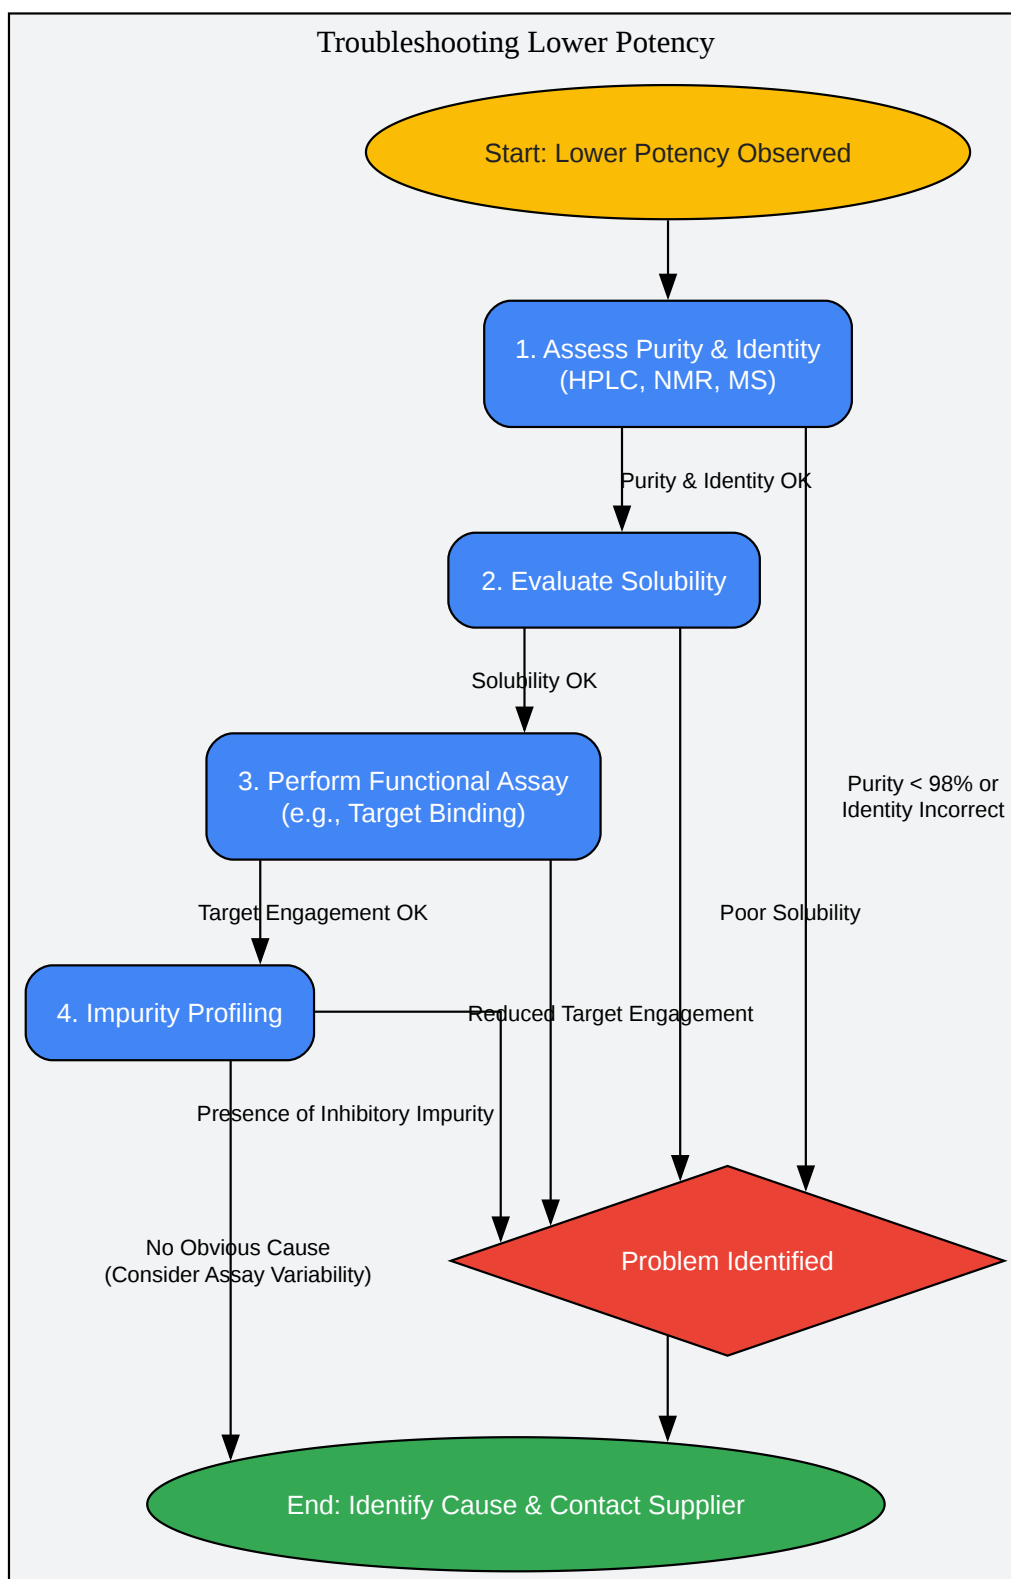 Troubleshooting Lower Potency
Start: Lower Potency Observed
1. Assess Purity & Identity
(HPLC, NMR, MS)
Purity & Identity OK
2. Evaluate Solubility
Solubility OK
3. Perform Functional Assay
(e.g., Target Binding)
Purity < 98% or
Identity Incorrect
Target Engagement OK
Poor Solubility
4. Impurity Profiling
Reduced Target Engagement
Presence of Inhibitory Impurity
No Obvious Cause
(Consider Assay Variability)
Problem Identified
End: Identify Cause & Contact Supplier